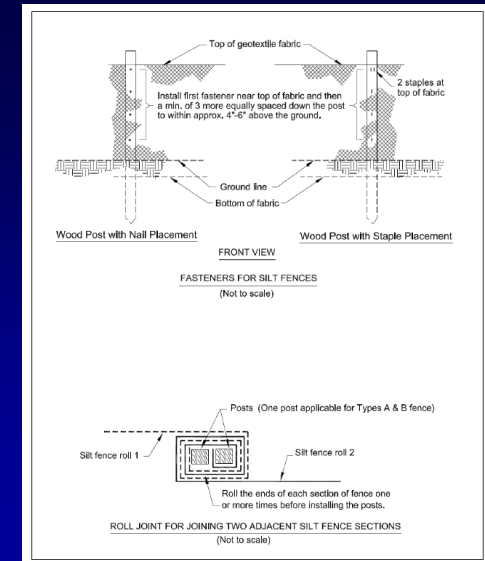 Top of geotextile fabric
Install first fastener near top of fabric and then
a min. of 3 more equally spaced down the post
to within approx. 4"-6" above the ground.
2 staples at
top of fabric
Ground line
Bottom of fabric
Wood Post with Nail Placement
Wood Post with Staple Placement
FRONT VIEW
FASTENERS FOR SILT FENCES
(Not to scale)
Posts (One post applicable for Types A & B fence)
Silt fence roll 1
Silt fence roll 2
Roll the ends of each section of fence one
or more times before installing the posts.
ROLL JOINT FOR JOINING TWO ADJACENT SILT FENCE SECTIONS
(Not to scale)